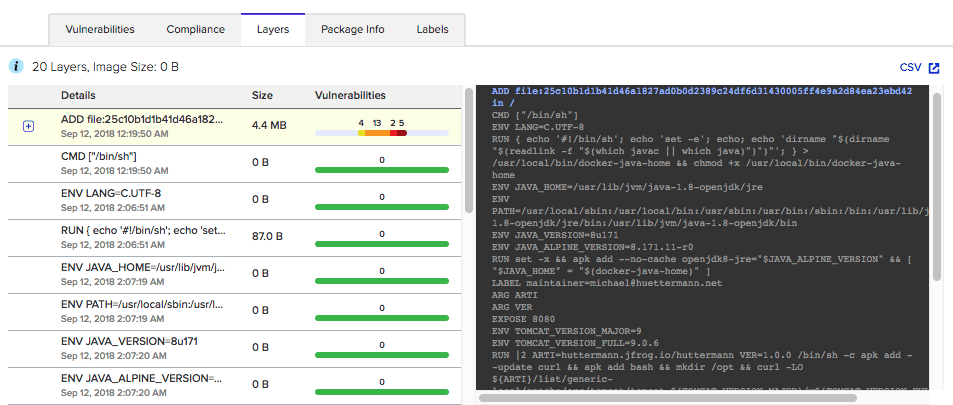 Vulnerabilities Compliance Layers Package Info Labels
i 20 Layers, Image Size: 0 B CSV
Details Size Vulnerabilities
ADD file:25c10b1d1b41d46a182... 4.4 MB 4 13 2 5
Sep 12, 2018 12:19:50 AM
CMD ["/bin/sh"] 0 B 0
Sep 12, 2018 12:19:50 AM
ENV LANG=C.UTF-8 0 B 0
Sep 12, 2018 2:06:51 AM
RUN { echo '#!/bin/sh'; echo 'set... 87.0 B 0
Sep 12, 2018 2:06:51 AM
ENV JAVA_HOME=/usr/lib/jvm/j... 0 B 0
Sep 12, 2018 2:07:19 AM
ENV PATH=/usr/local/sbin:/usr/l... 0 B 0
Sep 12, 2018 2:07:19 AM
ENV JAVA_VERSION=8u171 0 B 0
Sep 12, 2018 2:07:20 AM
ENV JAVA_ALPINE_VERSION=... 0 B 0
Sep 12, 2018 2:07:20 AM
ADD file:25c10b1d1b41d46a1827ad0b0d2389c24df6d31430005ff4e9a2d84ea23ebd42
in /
CMD ["/bin/sh"]
ENV LANG=C.UTF-8
RUN { echo '#!/bin/sh'; echo 'set -e'; echo; echo 'dirname "$(dirname
"$(readlink -f "$(which javac || which java)")")"'; } >
/usr/local/bin/docker-java-home && chmod +x /usr/local/bin/docker-java-
home
ENV JAVA_HOME=/usr/lib/jvm/java-1.8-openjdk/jre
ENV
PATH=/usr/local/sbin:/usr/local/bin:/usr/sbin:/usr/bin:/sbin:/bin:/usr/lib/j
1.8-openjdk/jre/bin:/usr/lib/jvm/java-1.8-openjdk/bin
ENV JAVA_VERSION=8u171
ENV JAVA_ALPINE_VERSION=8.171.11-r0
RUN set -x && apk add --no-cache openjdk8-jre="$JAVA_ALPINE_VERSION" && [
"$JAVA_HOME" = "$(docker-java-home)" ]
LABEL maintainer=michael@huettermann.net
ARG ARTI
ARG VER
EXPOSE 8080
ENV TOMCAT_VERSION_MAJOR=9
ENV TOMCAT_VERSION_FULL=9.0.6
RUN |2 ARTI=huttermann.jfrog.io/huttermann VER=1.0.0 /bin/sh -c apk add -
-update curl && apk add bash && mkdir /opt && curl -LO
${ARTI}/list/generic-